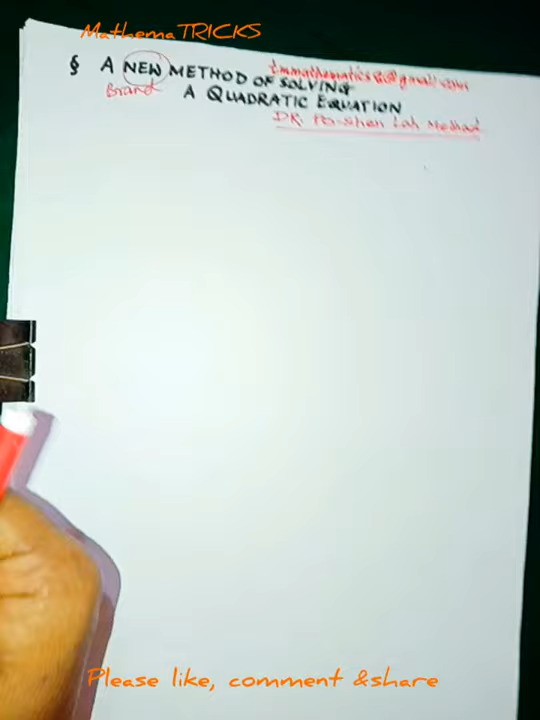 MathemaTRICKS
§ A NEW METHOD OF SOLVING
Brand
A QUADRATIC EQUATION
DR. Po-Shen Loh Method
Please like, comment &share